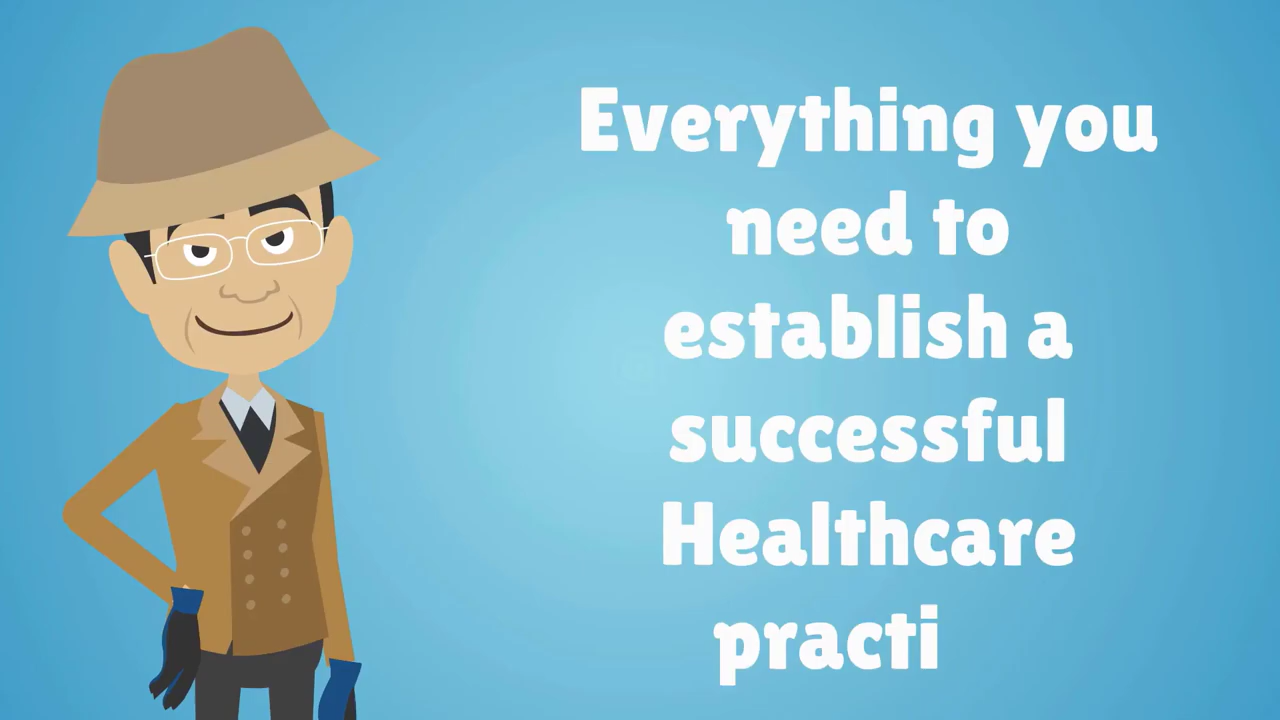 Everything you
need to
establish a
successful
Healthcare
practi